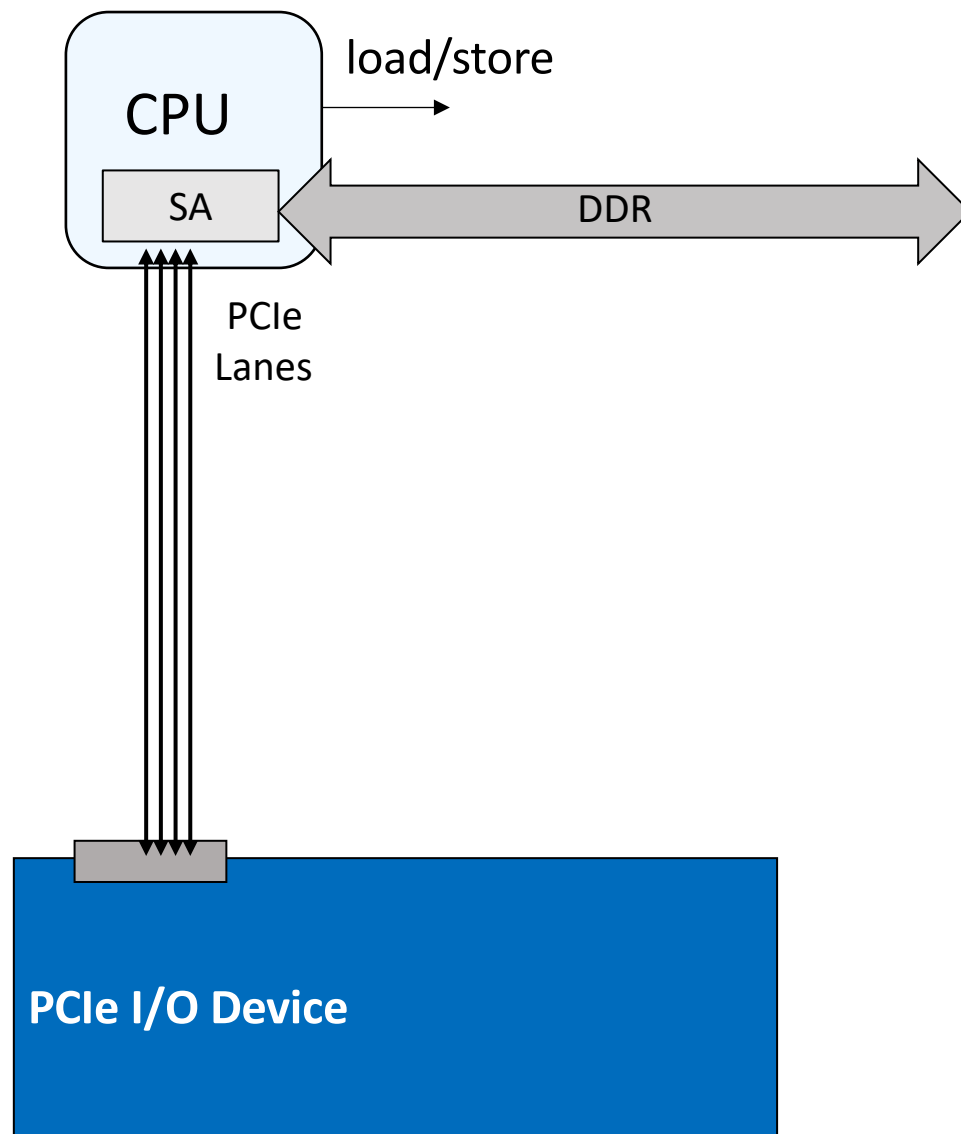 load/store
CPU
SA
DDR
PCIe
Lanes
PCIe I/O Device